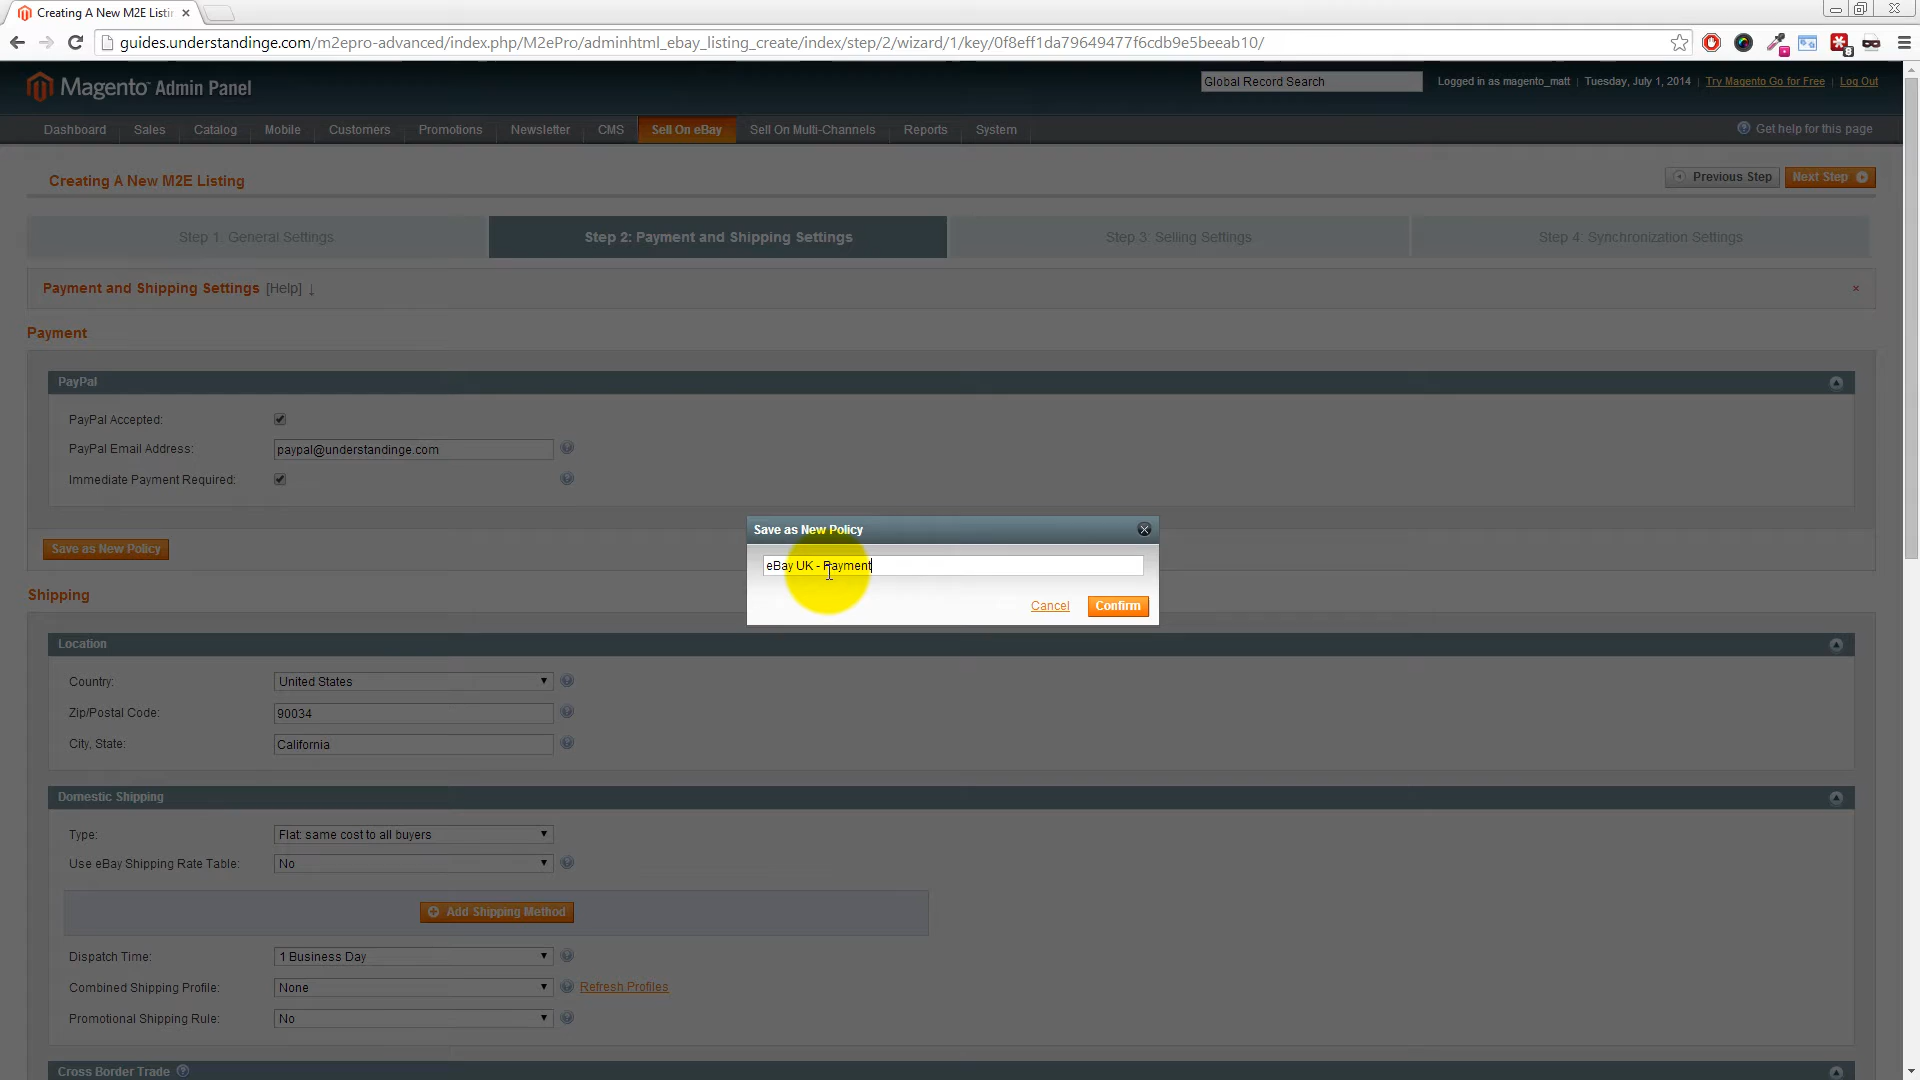 Creating A New M2E Listin
guides.understandinge.com/m2epro-advanced/index.php/M2ePro/adminhtml_ebay_listing_create/index/step/2/wizard/1/key/0f8eff1da79649477f6cdb9e5beeab10/
Magento Admin Panel
Global Record Search
Logged in as magento_matt | Tuesday, July 1, 2014 | Try Magento Go for Free | Log Out
Dashboard Sales Catalog Mobile Customers Promotions Newsletter CMS Sell On eBay Sell On Multi-Channels Reports System
Get help for this page
Creating A New M2E Listing
Previous Step Next Step
Step 1: General Settings Step 2: Payment and Shipping Settings Step 3: Selling Settings Step 4: Synchronization Settings
Payment and Shipping Settings [Help] ↓
Payment
PayPal
PayPal Accepted:
PayPal Email Address: paypal@understandinge.com
Immediate Payment Required:
Save as New Policy
Save as New Policy
eBay UK - Payment
Cancel Confirm
Shipping
Location
Country: United States
Zip/Postal Code: 90034
City, State: California
Domestic Shipping
Type: Flat: same cost to all buyers
Use eBay Shipping Rate Table: No
Add Shipping Method
Dispatch Time: 1 Business Day
Combined Shipping Profile: None Refresh Profiles
Promotional Shipping Rule: No
Cross Border Trade